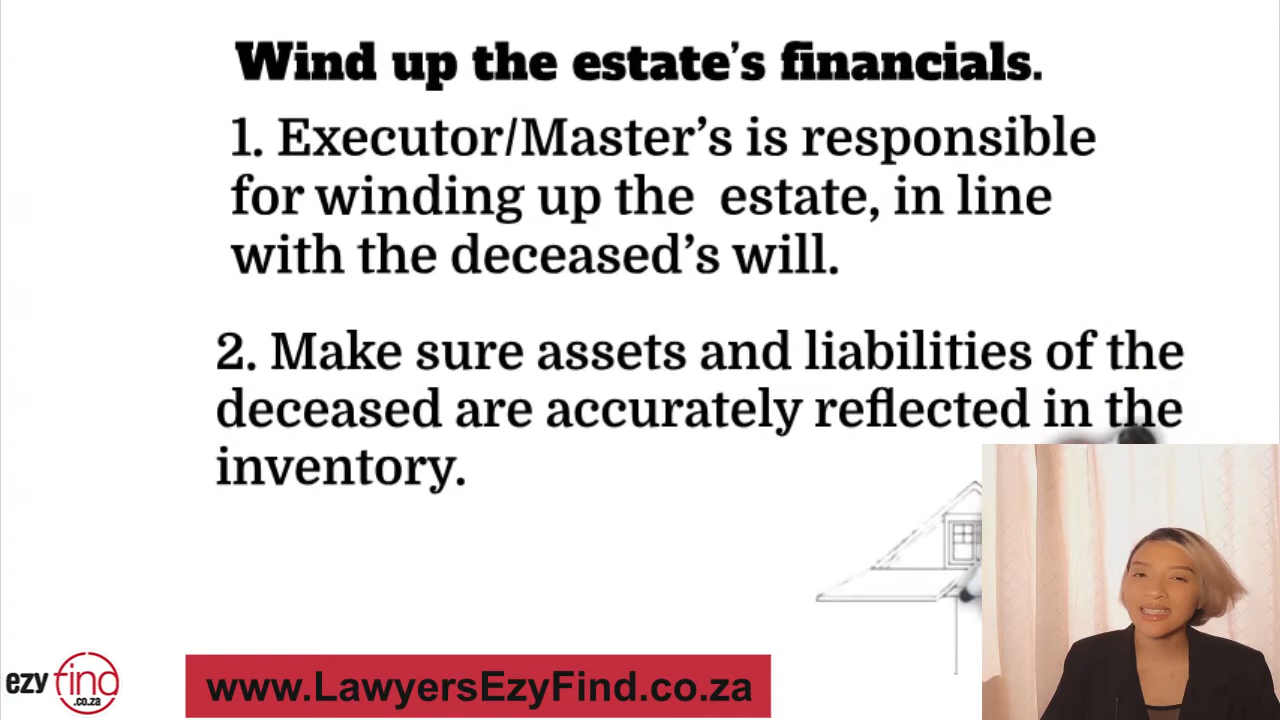 Wind up the estate's financials.
1. Executor/Master's is responsible
for winding up the estate, in line
with the deceased's will.
2. Make sure assets and liabilities of the
deceased are accurately reflected in the
inventory.
ezy find
.co.za
www.LawyersEzyFind.co.za